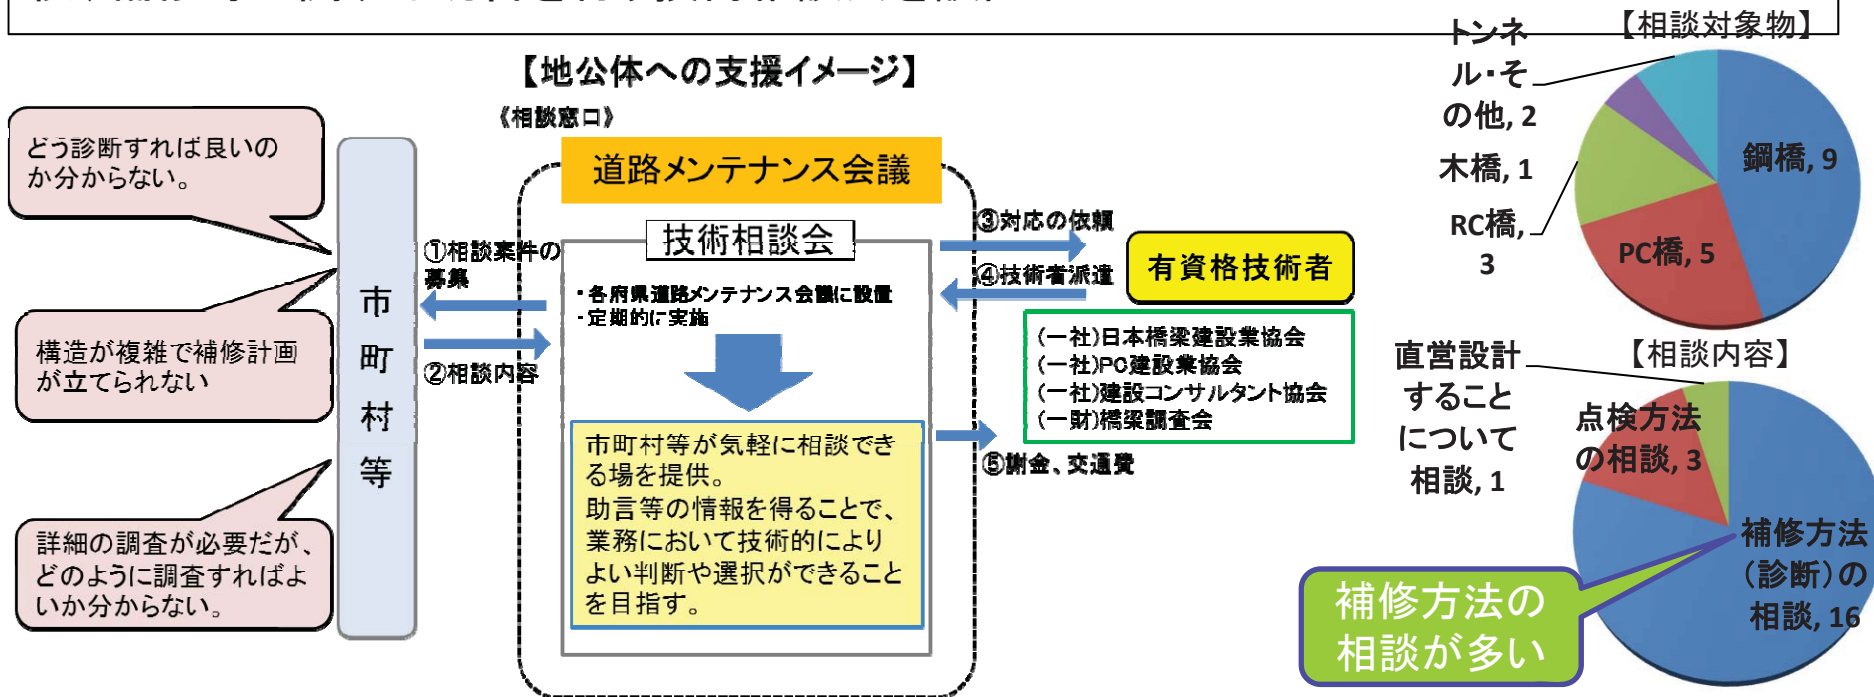 【地公体への支援イメージ】
《相談窓口》
道路メンテナンス会議
技術相談会
・各府県道路メンテナンス会議に設置
・定期的に実施
市町村等が気軽に相談でき
る場を提供。
助言等の情報を得ることで、
業務において技術的により
よい判断や選択ができること
を目指す。
どう診断すれば良いの
か分からない。
構造が複雑で補修計画
が立てられない
詳細の調査が必要だが、
どのように調査すればよ
いか分からない。
市町村等
①相談案件の
募集
②相談内容
③対応の依頼
④技術者派遣
⑤謝金、交通費
有資格技術者
(一社)日本橋梁建設業協会
(一社)PC建設業協会
(一社)建設コンサルタント協会
(一財)橋梁調査会
【相談対象物】
トンネ
ル・そ
の他, 2
木橋, 1
RC橋,
3
PC橋, 5
鋼橋, 9
【相談内容】
直営設計
すること
について
相談, 1
点検方法
の相談, 3
補修方法
(診断)の
相談, 16
補修方法の
相談が多い